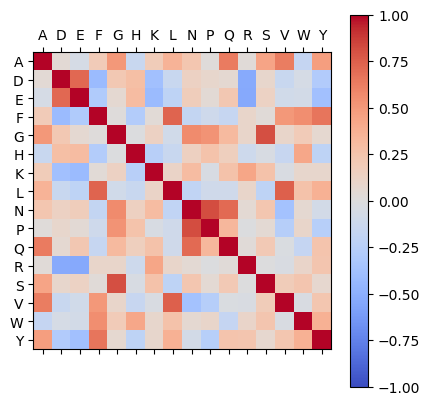 A D E F G H K L N P Q R S V W Y
A
D
E
F
G
H
K
L
N
P
Q
R
S
V
W
Y
1.00
0.75
0.50
0.25
0.00
−0.25
−0.50
−0.75
−1.00